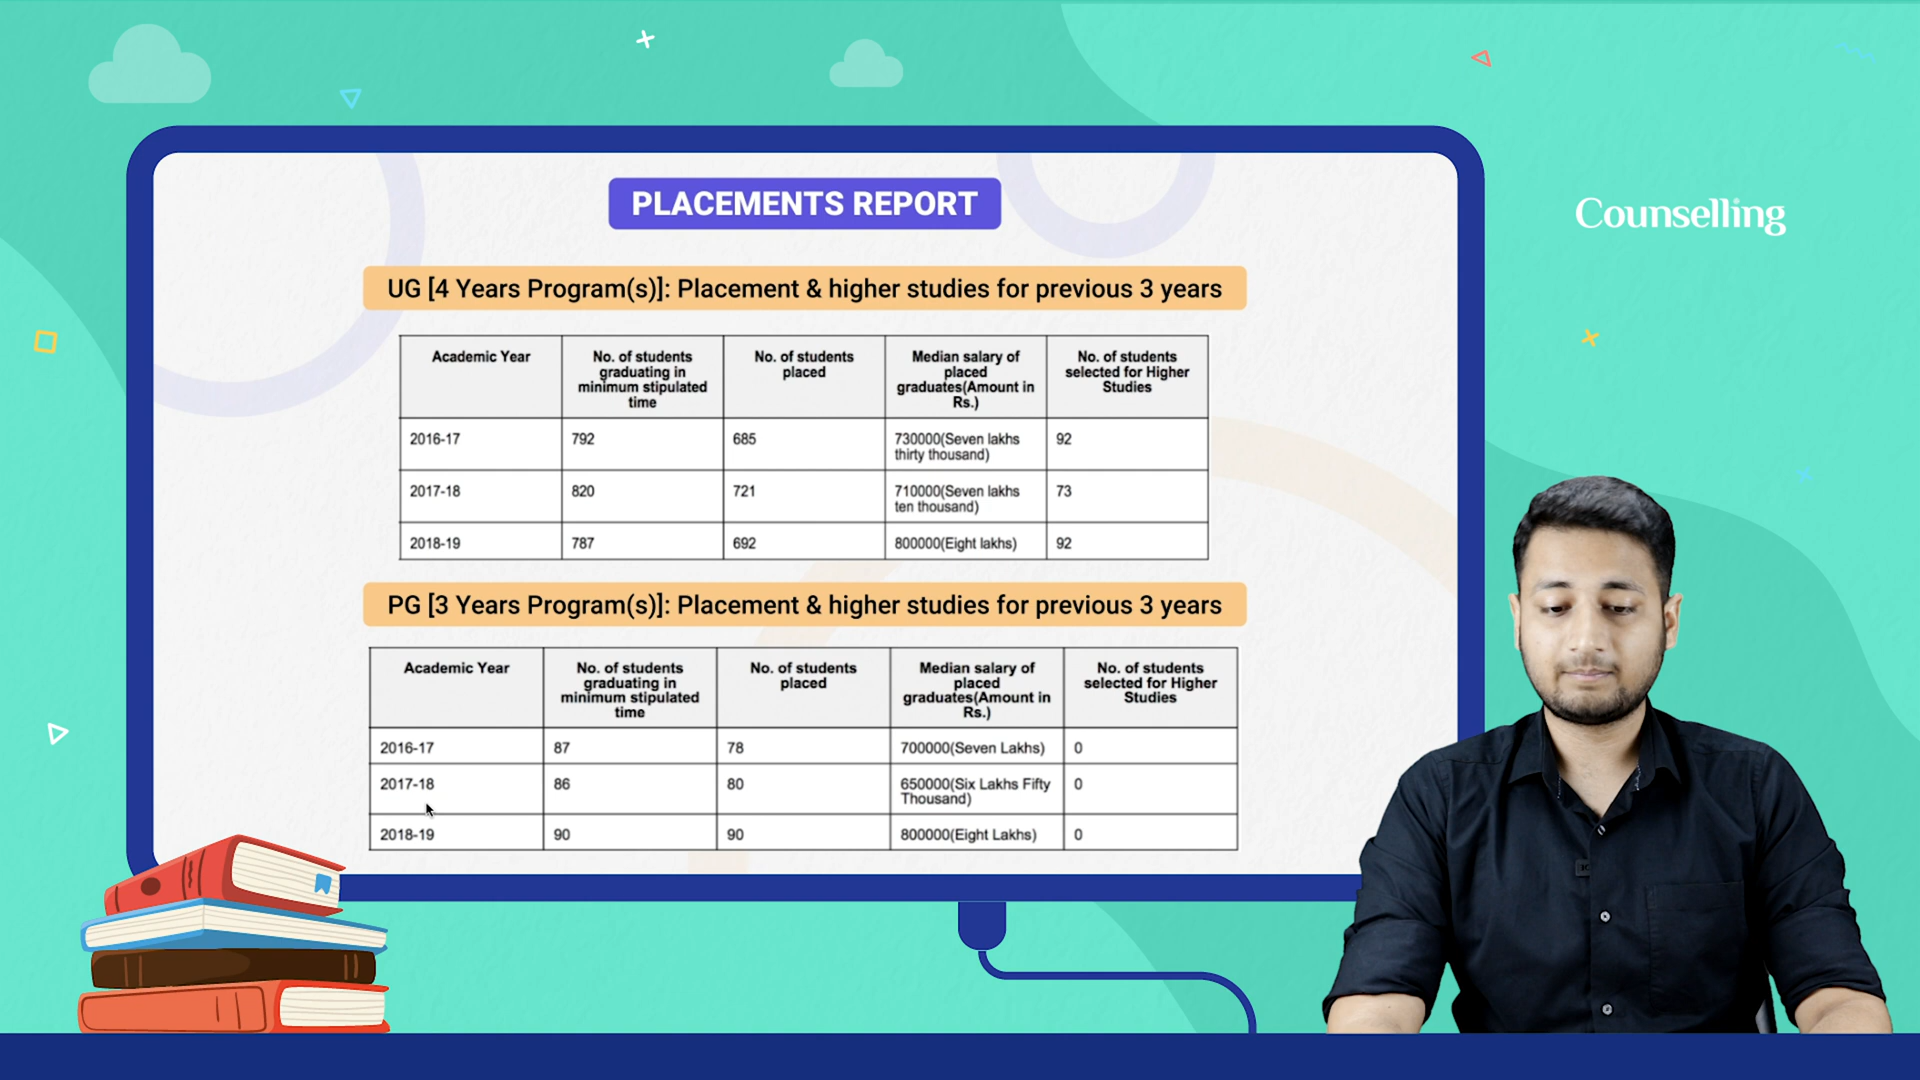 PLACEMENTS REPORT
Counselling
UG [4 Years Program(s)]: Placement & higher studies for previous 3 years
Academic Year
No. of students
graduating in
minimum stipulated
time
No. of students
placed
Median salary of
placed
graduates(Amount in
Rs.)
No. of students
selected for Higher
Studies
2016-17
792
685
730000(Seven lakhs
thirty thousand)
92
2017-18
820
721
710000(Seven lakhs
ten thousand)
73
2018-19
787
692
800000(Eight lakhs)
92
PG [3 Years Program(s)]: Placement & higher studies for previous 3 years
Academic Year
No. of students
graduating in
minimum stipulated
time
No. of students
placed
Median salary of
placed
graduates(Amount in
Rs.)
No. of students
selected for Higher
Studies
2016-17
87
78
700000(Seven Lakhs)
0
2017-18
86
80
650000(Six Lakhs Fifty
Thousand)
0
2018-19
90
90
800000(Eight Lakhs)
0